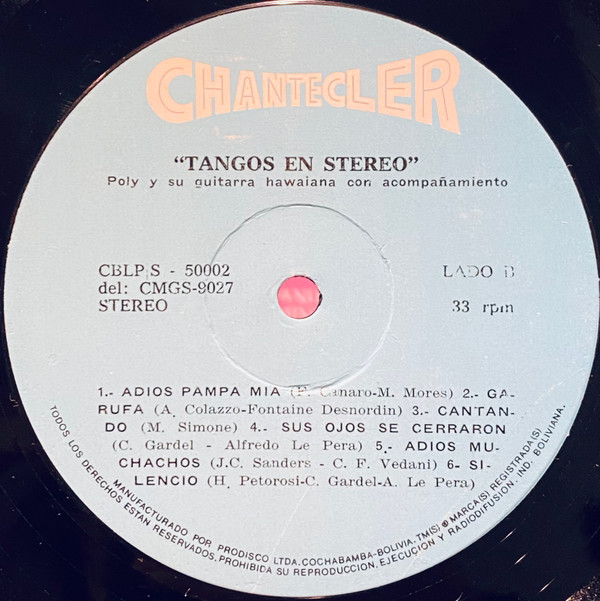 CHANTECLER
"TANGOS EN STEREO"
Poly y su guitarra hawaiana con acompañamiento
CBLP.S - 50002
del: CMGS-9027
STEREO
LADO B
33 rpm
1.- ADIOS PAMPA MIA (F. Canaro-M. Mores) 2.- GA-
RUFA (A. Colazzo-Fontaine Desnordin) 3.- CANTAN-
DO (M. Simone) 4.- SUS OJOS SE CERRARON
(C. Gardel - Alfredo Le Pera) 5.- ADIOS MU-
CHACHOS (J.C. Sanders - C. F. Vedani) 6- SI-
LENCIO (H. Petorosi-C. Gardel-A. Le Pera)
MANUFACTURADO POR PRODISCO LTDA. COCHABAMBA-BOLIVIA. TM(S) ® MARCA(S) REGISTRADA(S)
TODOS LOS DERECHOS ESTAN RESERVADOS, PROHIBIDA SU REPRODUCCION, EJECUCION Y RADIODIFUSION. IND. BOLIVIANA.